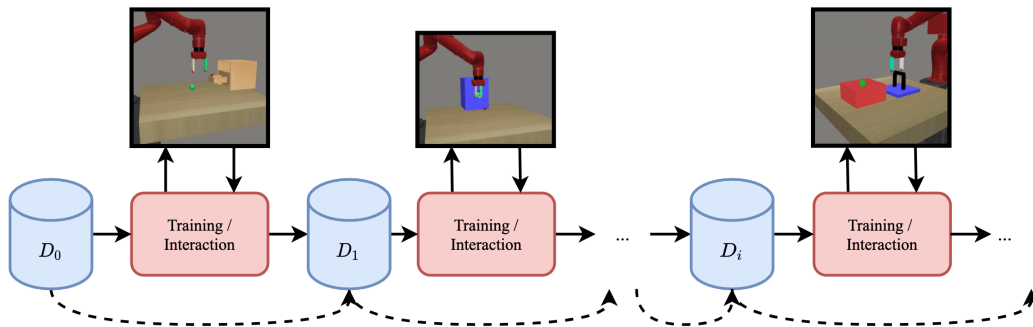 D₀
Training /
Interaction
D₁
Training /
Interaction
...
Dᵢ
Training /
Interaction
...